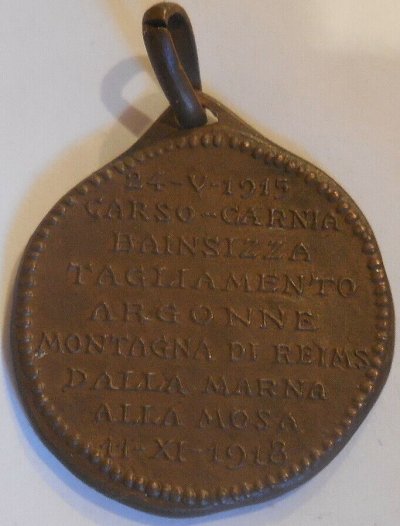 24-V-1915
CARSO-CARNIA
BAINSIZZA
TAGLIAMENTO
ARGONNE
MONTAGNA DI REIMS
DALLA MARNA
ALLA MOSA
11-XI-1918